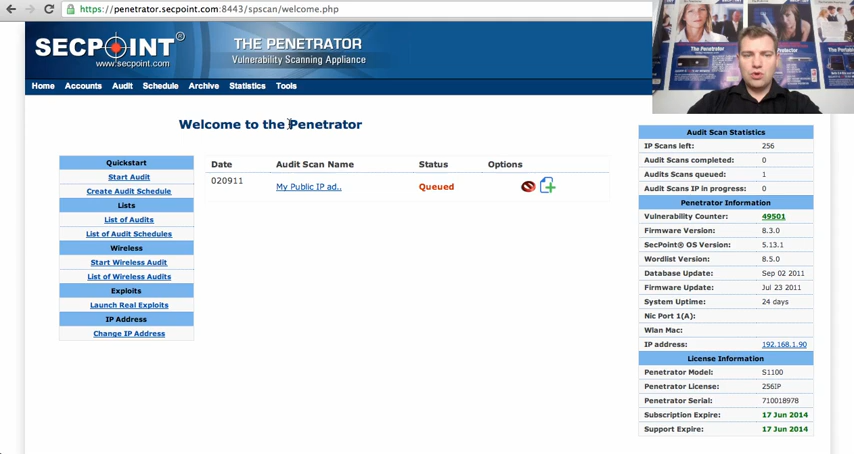 https://penetrator.secpoint.com:8443/spscan/welcome.php
SECPOINT®
www.secpoint.com
THE PENETRATOR
Vulnerability Scanning Appliance
Home Accounts Audit Schedule Archive Statistics Tools
Welcome to the Penetrator
Quickstart
Start Audit
Create Audit Schedule
Lists
List of Audits
List of Audit Schedules
Wireless
Start Wireless Audit
List of Wireless Audits
Exploits
Launch Real Exploits
IP Address
Change IP Address
Date Audit Scan Name Status Options
020911 My Public IP ad.. Queued
Audit Scan Statistics
IP Scans left: 256
Audit Scans completed: 0
Audits Scans queued: 1
Audit Scans IP in progress: 0
Penetrator Information
Vulnerability Counter: 49501
Firmware Version: 8.3.0
SecPoint® OS Version: 5.13.1
Wordlist Version: 8.5.0
Database Update: Sep 02 2011
Firmware Update: Jul 23 2011
System Uptime: 24 days
Nic Port 1(A):
Wlan Mac:
IP address: 192.168.1.90
License Information
Penetrator Model: S1100
Penetrator License: 256IP
Penetrator Serial: 710018978
Subscription Expire: 17 Jun 2014
Support Expire: 17 Jun 2014